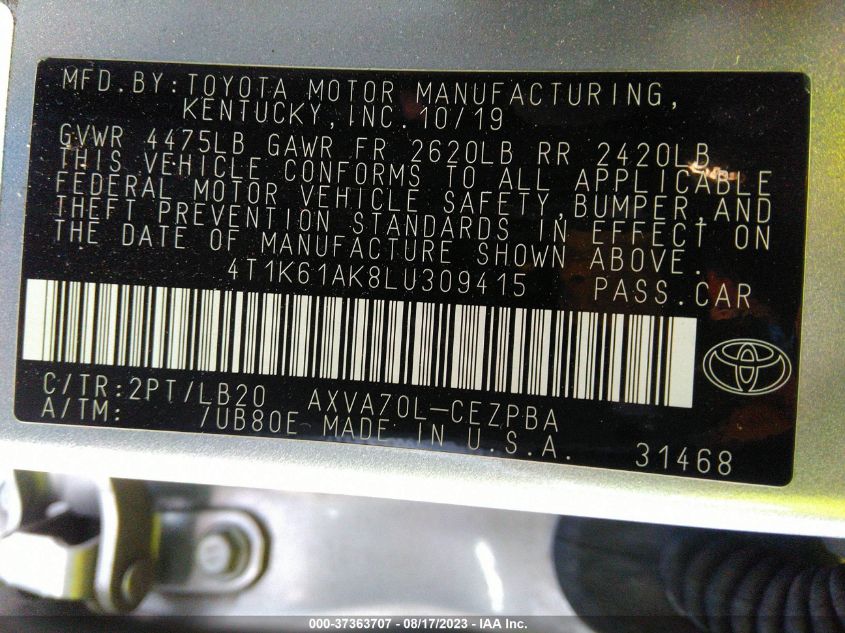 MFD.BY:TOYOTA MOTOR MANUFACTURING,
KENTUCKY,INC.10/19
GVWR 4475LB GAWR FR 2620LB RR 2420LB
THIS VEHICLE CONFORMS TO ALL APPLICABLE
FEDERAL MOTOR VEHICLE SAFETY,BUMPER,AND
THEFT PREVENTION STANDARDS IN EFFECT ON
THE DATE OF MANUFACTURE SHOWN ABOVE.
4T1K61AK8LU309415 PASS.CAR
C/TR:2PT/LB20 AXVA70L-CEZPBA
A/TM: /UB80E MADE IN U.S.A. 31468
000-37363707 - 08/17/2023 - IAA Inc.